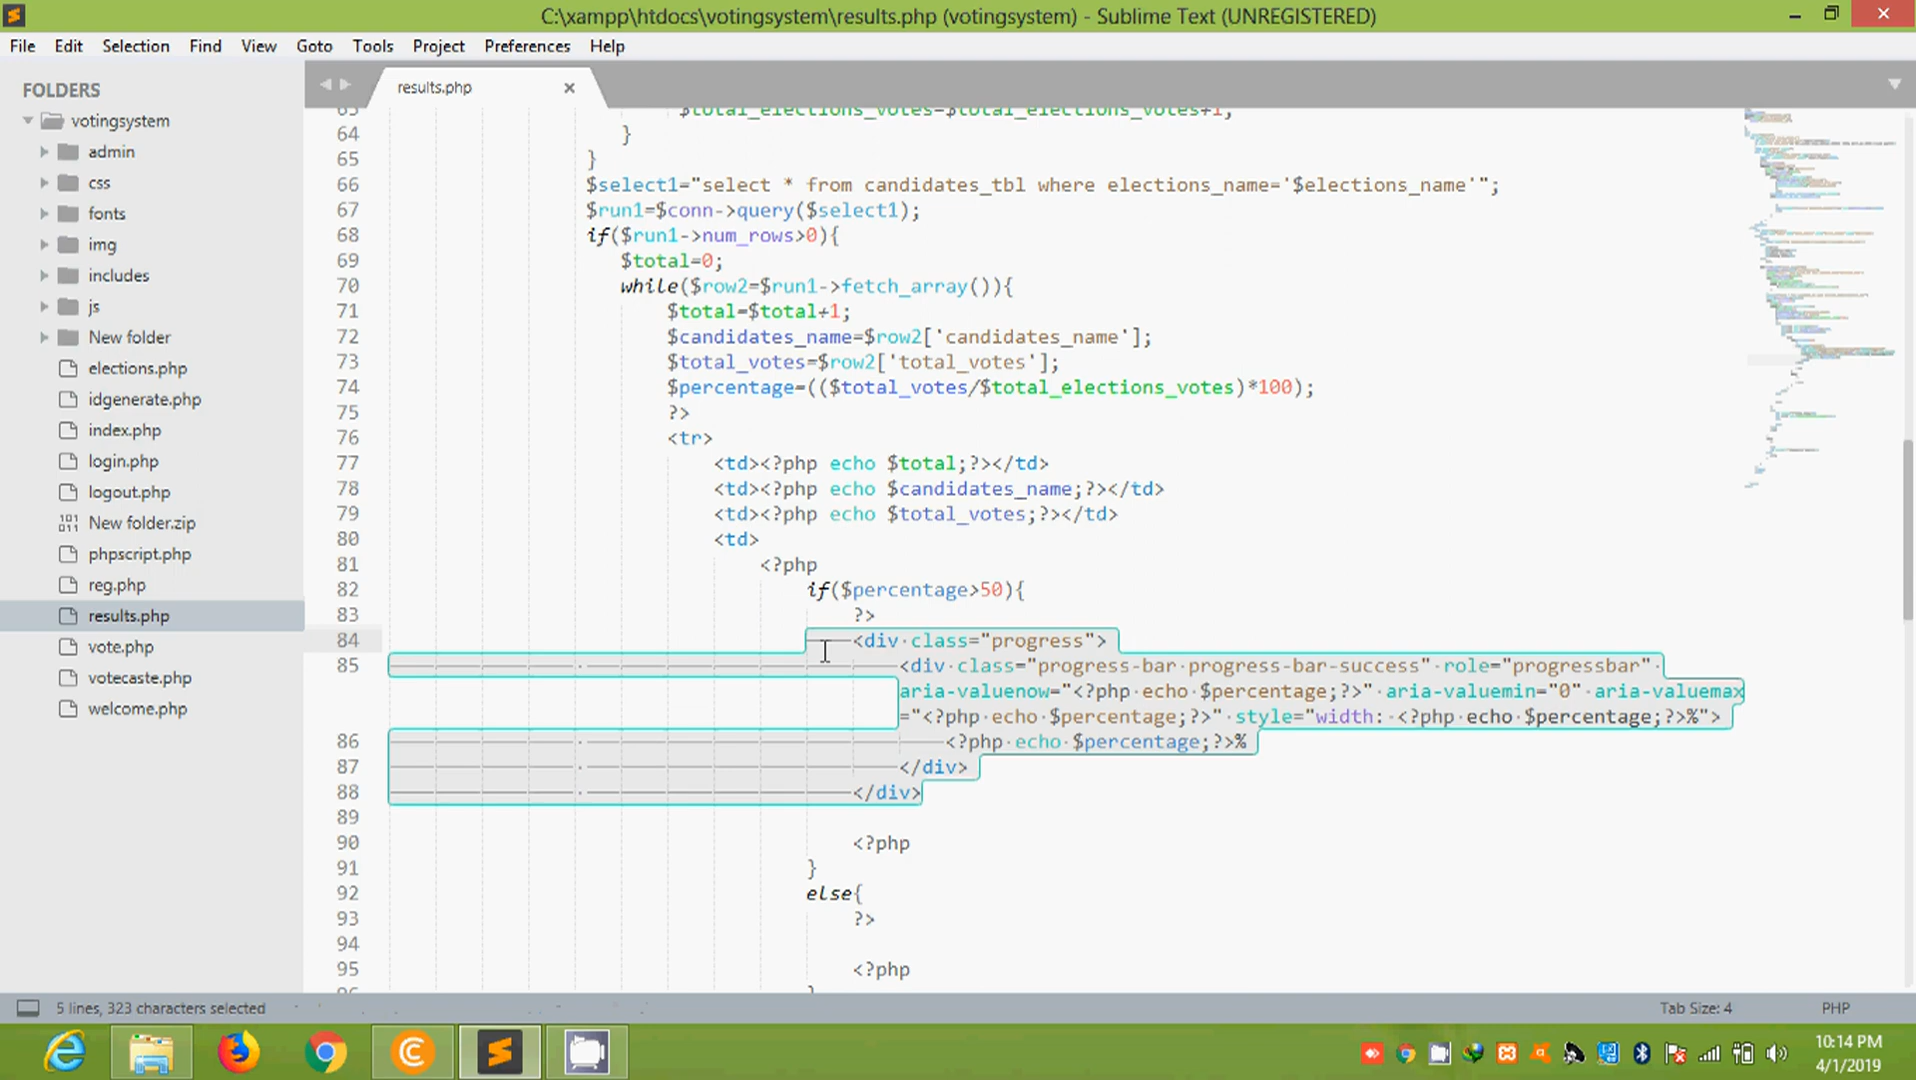 C:\xampp\htdocs\votingsystem\results.php (votingsystem) - Sublime Text (UNREGISTERED)
File Edit Selection Find View Goto Tools Project Preferences Help
FOLDERS
votingsystem
admin
css
fonts
img
includes
js
New folder
elections.php
idgenerate.php
index.php
login.php
logout.php
New folder.zip
phpscript.php
reg.php
results.php
vote.php
votecaste.php
welcome.php
results.php
63 $total_elections_votes=$total_elections_votes+1;
64 }
65 }
66 $select1="select * from candidates_tbl where elections_name='$elections_name'";
67 $run1=$conn->query($select1);
68 if($run1->num_rows>0){
69 $total=0;
70 while($row2=$run1->fetch_array()){
71 $total=$total+1;
72 $candidates_name=$row2['candidates_name'];
73 $total_votes=$row2['total_votes'];
74 $percentage=(($total_votes/$total_elections_votes)*100);
75 ?>
76 <tr>
77 <td><?php echo $total;?></td>
78 <td><?php echo $candidates_name;?></td>
79 <td><?php echo $total_votes;?></td>
80 <td>
81 <?php
82 if($percentage>50){
83 ?>
84 <div class="progress">
85 <div class="progress-bar progress-bar-success" role="progressbar"
aria-valuenow="<?php echo $percentage;?>" aria-valuemin="0" aria-valuemax
="<?php echo $percentage;?>" style="width: <?php echo $percentage;?>%">
86 <?php echo $percentage;?>%
87 </div>
88 </div>
89
90 <?php
91 }
92 else{
93 ?>
94
95 <?php
5 lines, 323 characters selected
Tab Size: 4 PHP
10:14 PM
4/1/2019